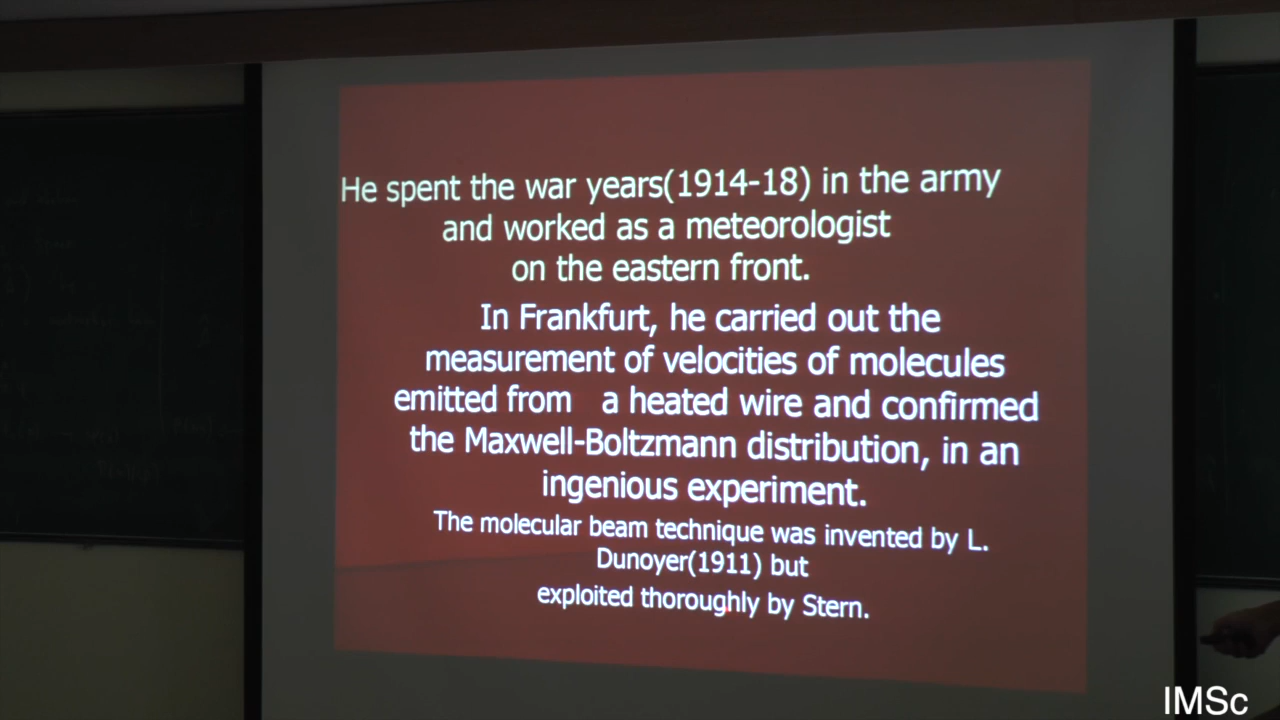 He spent the war years(1914-18) in the army
and worked as a meteorologist
on the eastern front.
In Frankfurt, he carried out the
measurement of velocities of molecules
emitted from a heated wire and confirmed
the Maxwell-Boltzmann distribution, in an
ingenious experiment.
The molecular beam technique was invented by L.
Dunoyer(1911) but
exploited thoroughly by Stern.
IMSc